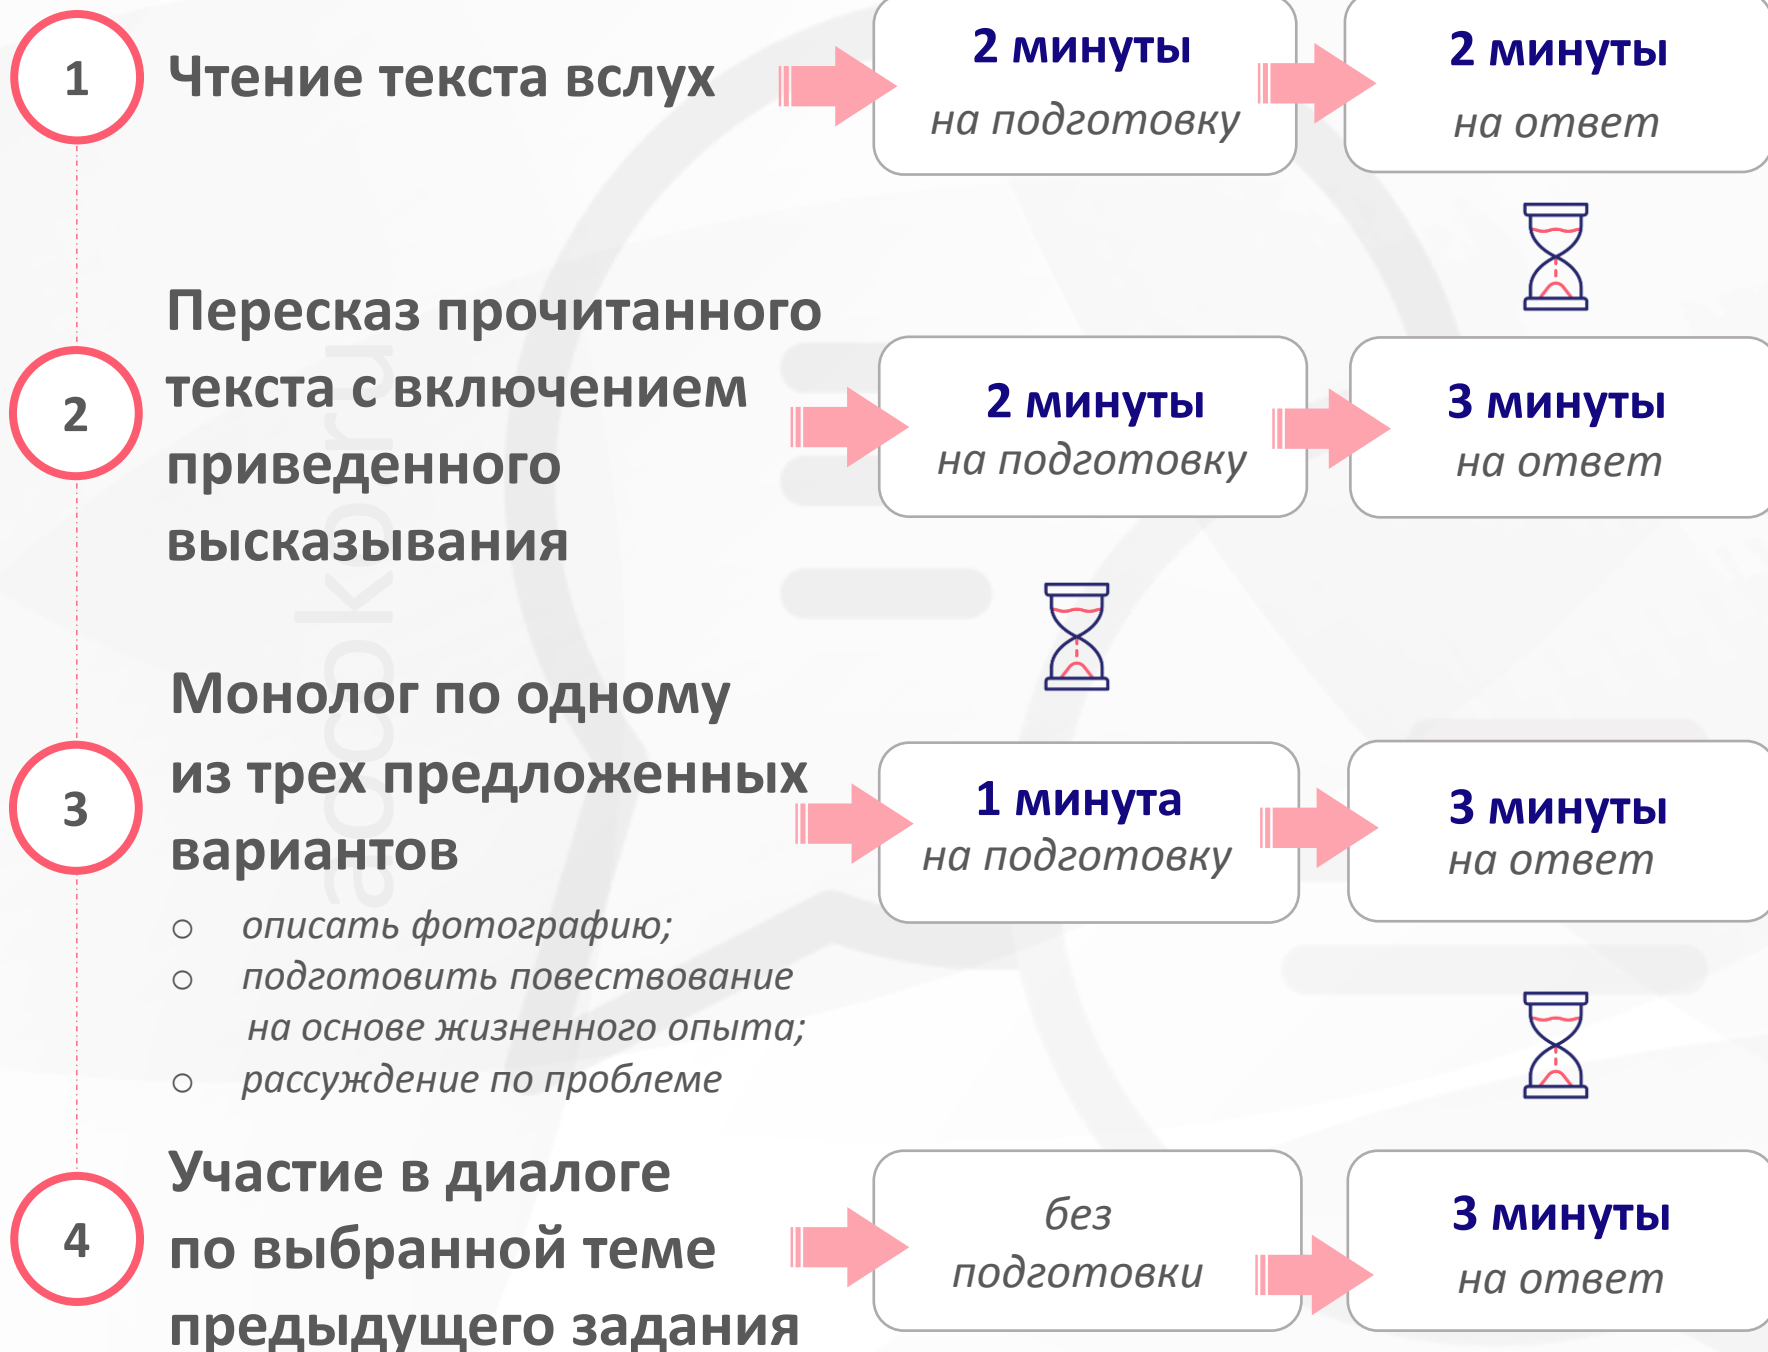 1
Чтение текста вслух
2 минуты
на подготовку
2 минуты
на ответ
2
Пересказ прочитанного
текста с включением
приведенного
высказывания
2 минуты
на подготовку
3 минуты
на ответ
3
Монолог по одному
из трех предложенных
вариантов
o описать фотографию;
o подготовить повествование
на основе жизненного опыта;
o рассуждение по проблеме
1 минута
на подготовку
3 минуты
на ответ
4
Участие в диалоге
по выбранной теме
предыдущего задания
без
подготовки
3 минуты
на ответ